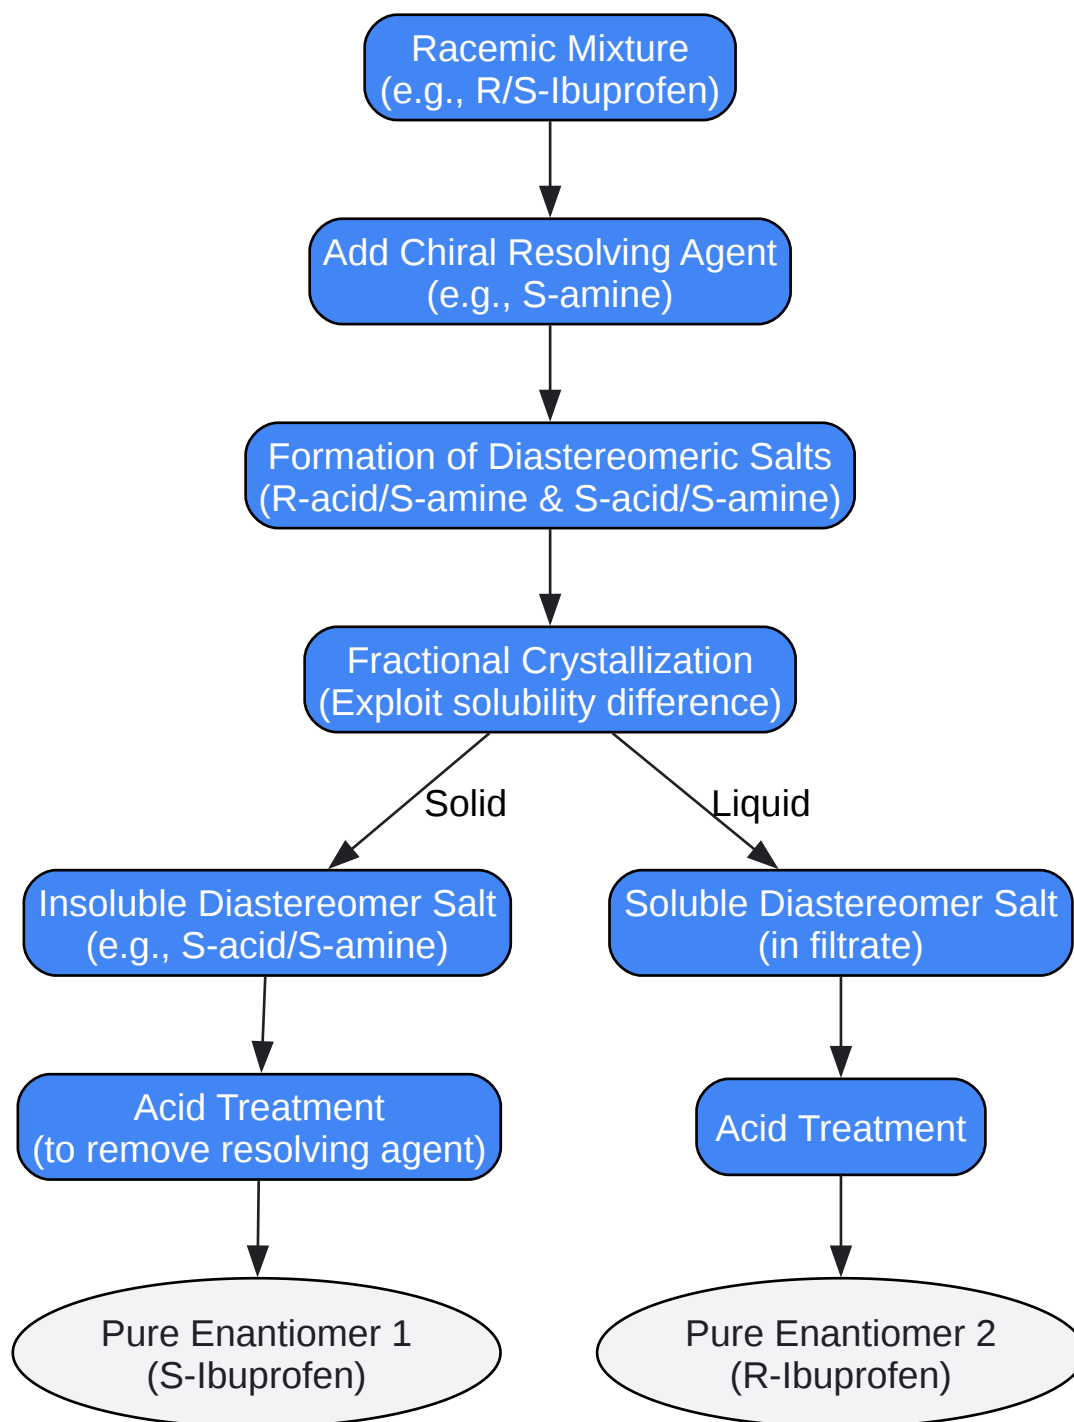 Racemic Mixture
(e.g., R/S-Ibuprofen)
Add Chiral Resolving Agent
(e.g., S-amine)
Formation of Diastereomeric Salts
(R-acid/S-amine & S-acid/S-amine)
Fractional Crystallization
(Exploit solubility difference)
Solid
Liquid
Insoluble Diastereomer Salt
(e.g., S-acid/S-amine)
Soluble Diastereomer Salt
(in filtrate)
Acid Treatment
(to remove resolving agent)
Acid Treatment
Pure Enantiomer 1
(S-Ibuprofen)
Pure Enantiomer 2
(R-Ibuprofen)